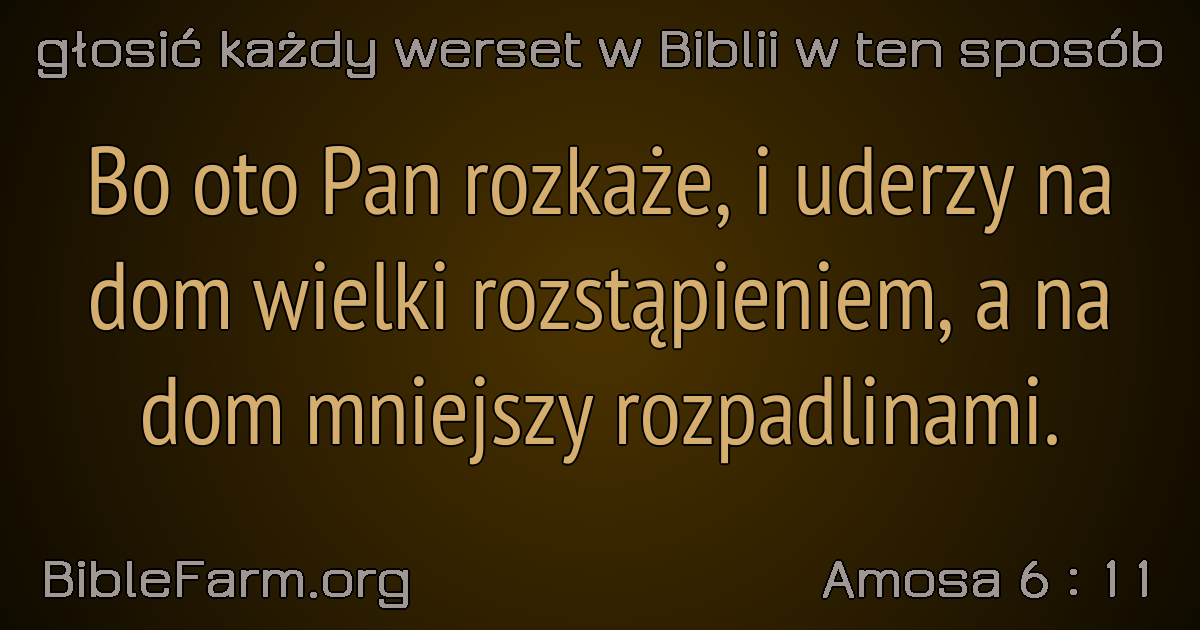 głosić każdy werset w Biblii w ten sposób
Bo oto Pan rozkaże, i uderzy na
dom wielki rozstąpieniem, a na
dom mniejszy rozpadlinami.
BibleFarm.org
Amosa 6 : 11